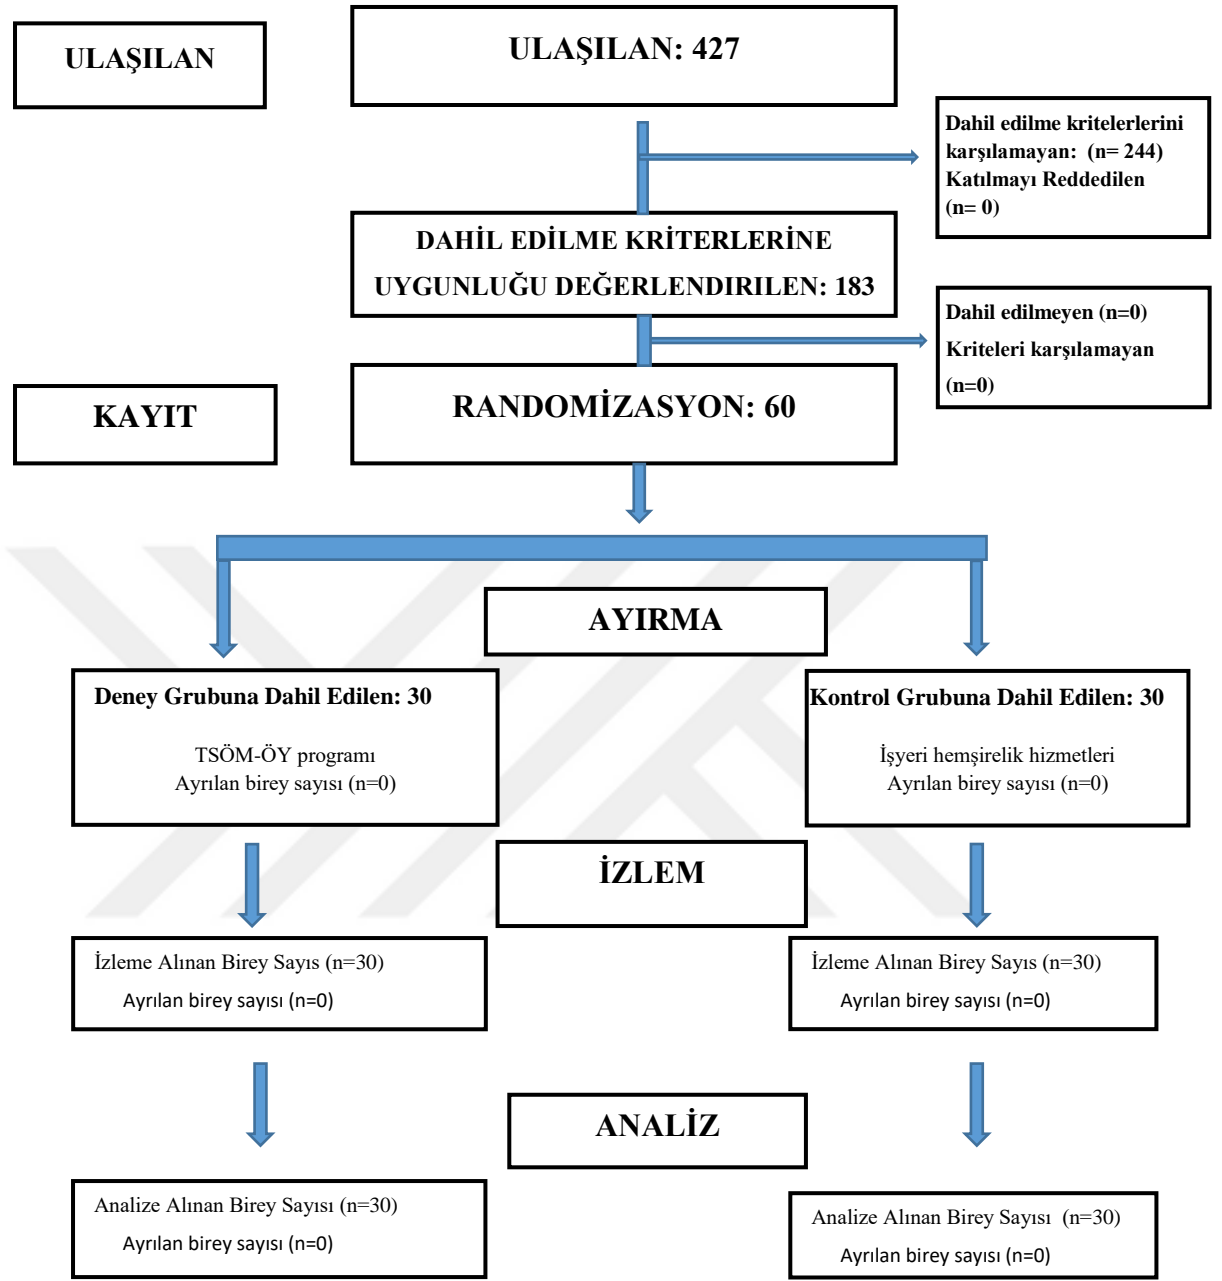 ULAŞILAN
ULAŞILAN: 427
Dahil edilme kritelerlerini
karşılamayan: (n= 244)
Katılmayı Reddedilen
(n= 0)
DAHİL EDİLME KRİTERLERİNE
UYGUNLUĞU DEĞERLENDIRILEN: 183
Dahil edilmeyen (n=0)
Kriteleri karşılamayan
(n=0)
KAYIT
RANDOMİZASYON: 60
AYIRMA
Deney Grubuna Dahil Edilen: 30
TSÖM-ÖY programı
Ayrılan birey sayısı (n=0)
Kontrol Grubuna Dahil Edilen: 30
İşyeri hemşirelik hizmetleri
Ayrılan birey sayısı (n=0)
İZLEM
İzleme Alınan Birey Sayıs (n=30)
Ayrılan birey sayısı (n=0)
İzleme Alınan Birey Sayıs (n=30)
Ayrılan birey sayısı (n=0)
ANALİZ
Analize Alınan Birey Sayısı (n=30)
Ayrılan birey sayısı (n=0)
Analize Alınan Birey Sayısı (n=30)
Ayrılan birey sayısı (n=0)